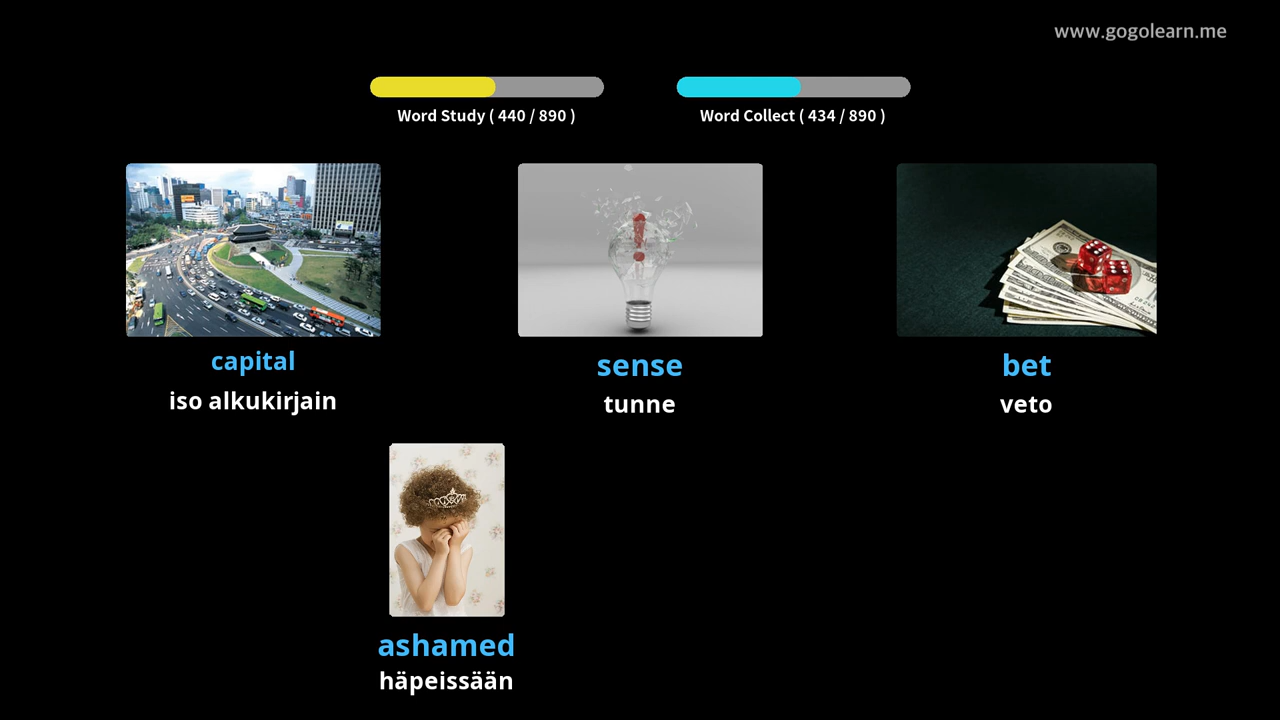 www.gogolearn.me
Word Study ( 440 / 890 )
Word Collect ( 434 / 890 )
capital
iso alkukirjain
sense
tunne
bet
veto
ashamed
häpeissään